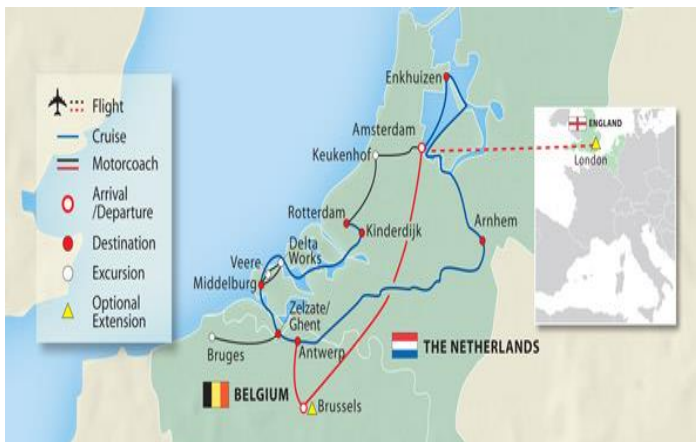 Flight
Cruise
Motorcoach
Arrival
/Departure
Destination
Excursion
Optional
Extension
Enkhuizen
Amsterdam
Keukenhof
Rotterdam
Kinderdijk
Arnhem
Delta
Works
Veere
Middelburg
Zelzate/
Ghent
Bruges
Antwerp
THE NETHERLANDS
BELGIUM
Brussels
ENGLAND
London